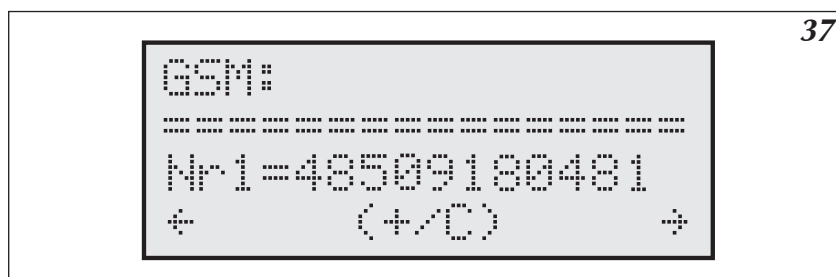 37
GSM:
================
Nr1=48509180481
← (+/C) →